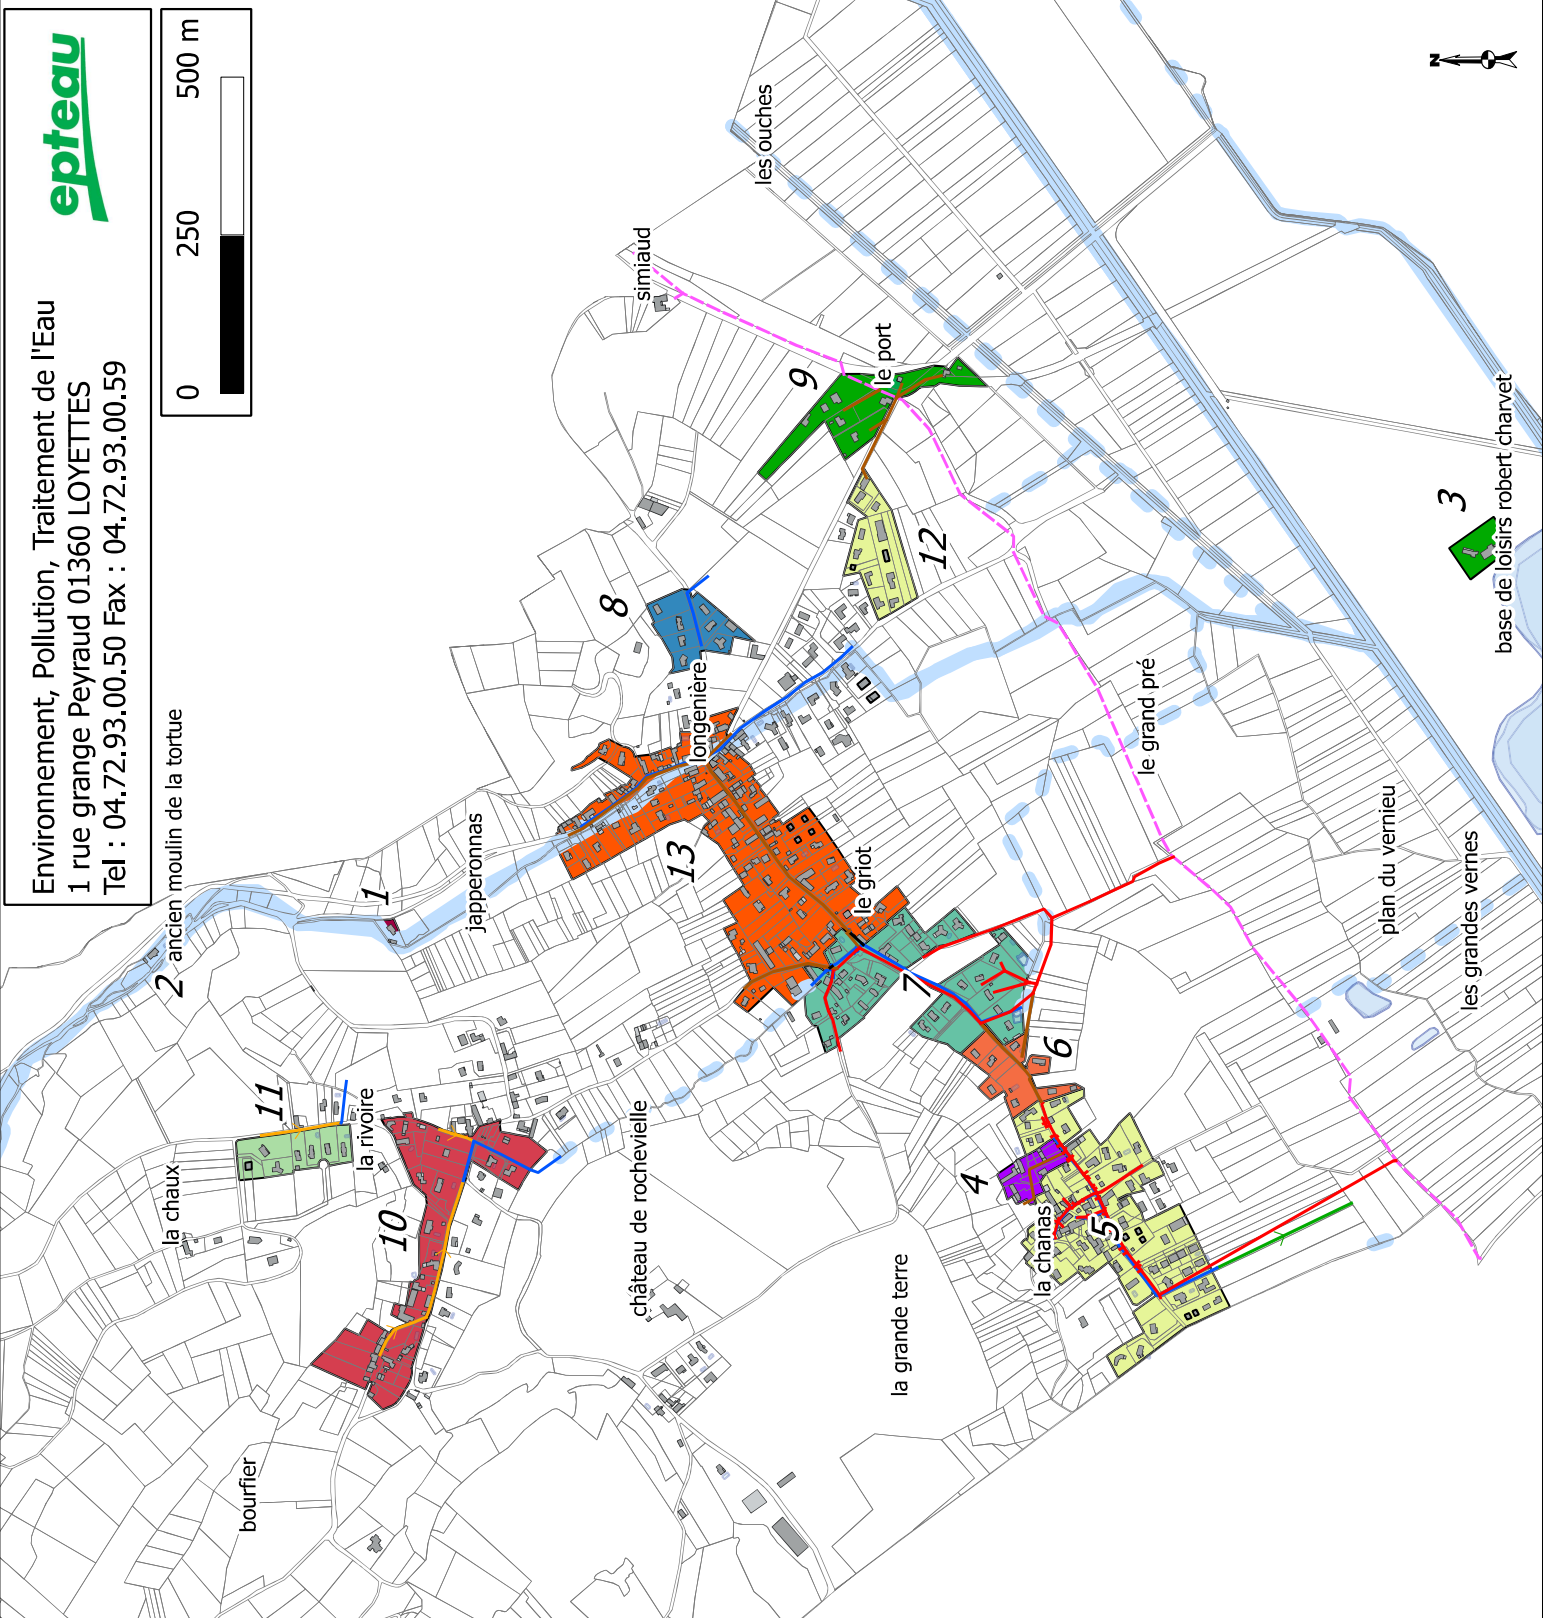 Environnement, Pollution, Traitement de l'Eau
1 rue grange Peyraud 01360 LOYETTES
Tel : 04.72.93.00.50 Fax : 04.72.93.00.59
epteau
0 250 500 m
N
bourfier
la chaux
11
la rivoire
10
2
ancien moulin de la tortue
1
japperonnas
château de rochevielle
13
longenière
8
simiaud
les ouches
9
le port
12
le griot
7
la grande terre
4
la chanas
5
6
le grand pré
plan du vernieu
les grandes vernes
3
base de loisirs robert charvet